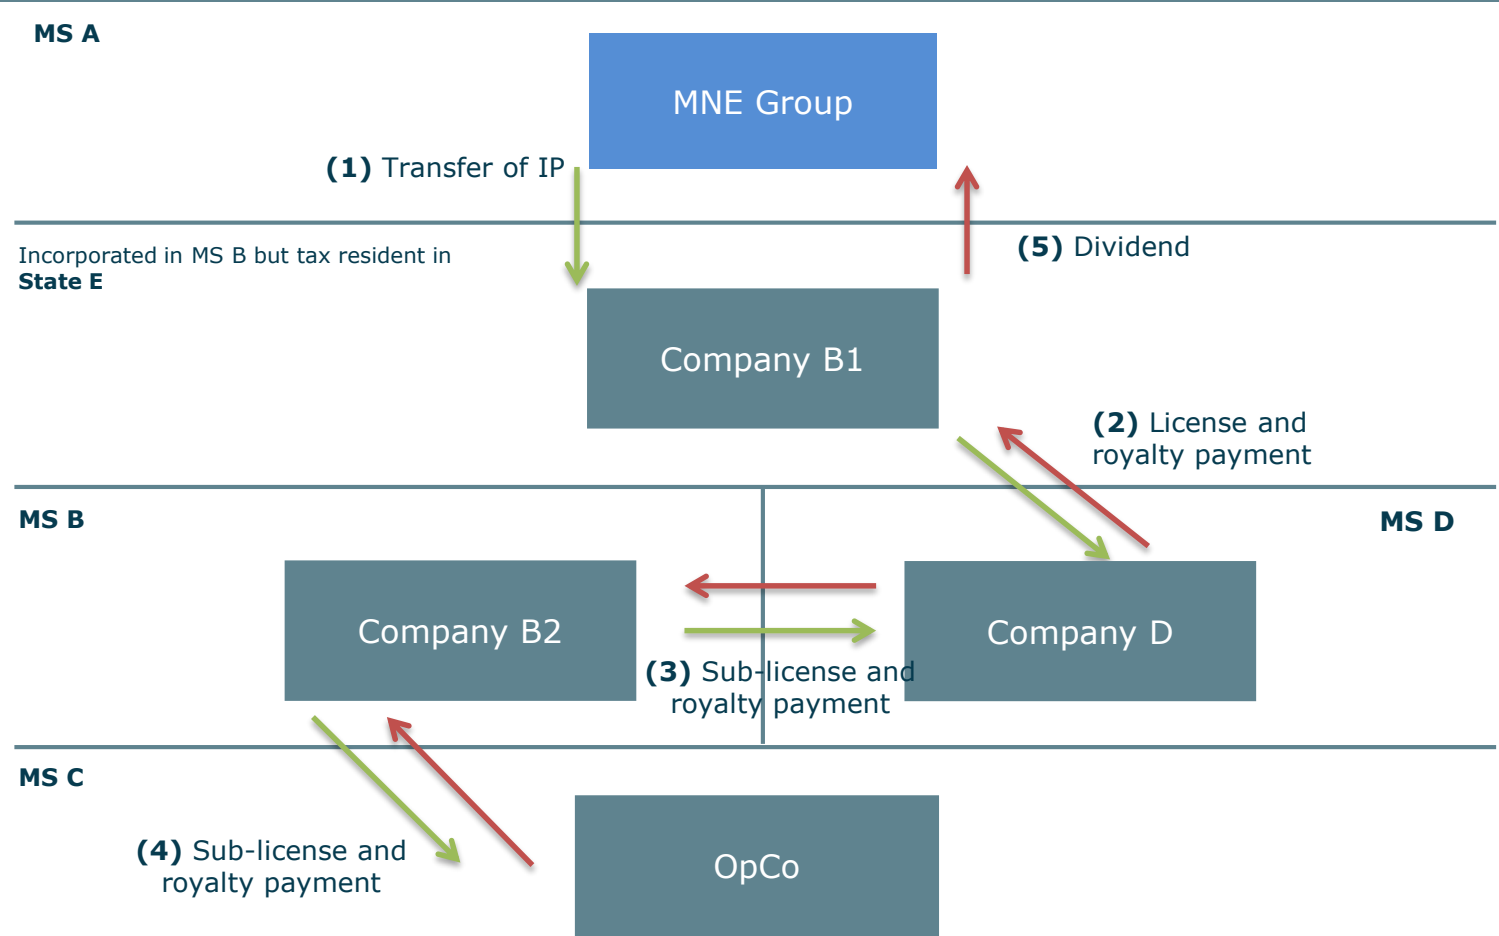 MS A
MNE Group
(1) Transfer of IP
(5) Dividend
Incorporated in MS B but tax resident in
State E
Company B1
(2) License and
royalty payment
MS B
MS D
Company B2
Company D
(3) Sub-license and
royalty payment
MS C
(4) Sub-license and
royalty payment
OpCo